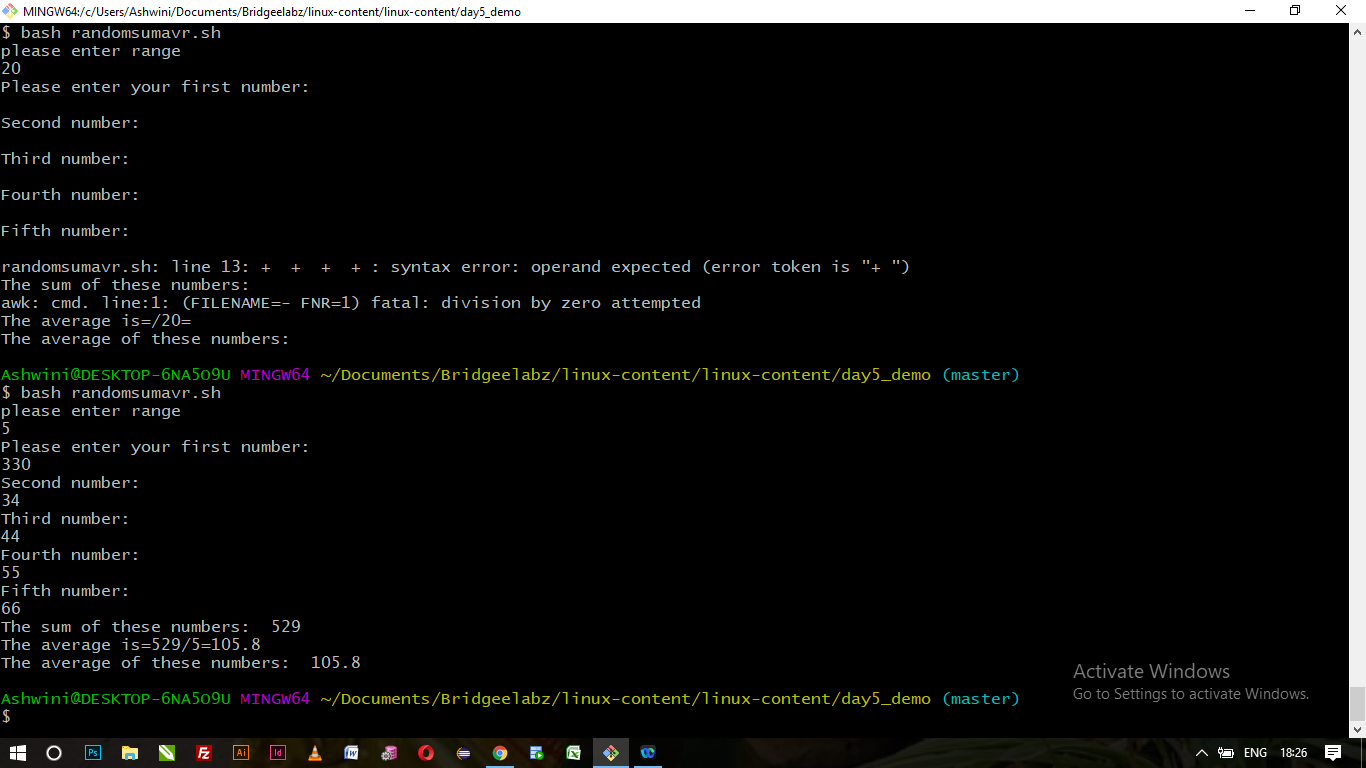 MINGW64:/c/Users/Ashwini/Documents/Bridgeelabz/linux-content/linux-content/day5_demo
$ bash randomsumavr.sh
please enter range
20
Please enter your first number:
Second number:
Third number:
Fourth number:
Fifth number:
randomsumavr.sh: line 13: +  +  +  + : syntax error: operand expected (error token is "+ ")
The sum of these numbers:
awk: cmd. line:1: (FILENAME=- FNR=1) fatal: division by zero attempted
The average is=/20=
The average of these numbers:
Ashwini@DESKTOP-6NA5O9U MINGW64 ~/Documents/Bridgeelabz/linux-content/linux-content/day5_demo (master)
$ bash randomsumavr.sh
please enter range
5
Please enter your first number:
330
Second number:
34
Third number:
44
Fourth number:
55
Fifth number:
66
The sum of these numbers:  529
The average is=529/5=105.8
The average of these numbers:  105.8
Ashwini@DESKTOP-6NA5O9U MINGW64 ~/Documents/Bridgeelabz/linux-content/linux-content/day5_demo (master)
$
Activate Windows
Go to Settings to activate Windows.
Ps
Fz
Ai
Id
ENG
18:26